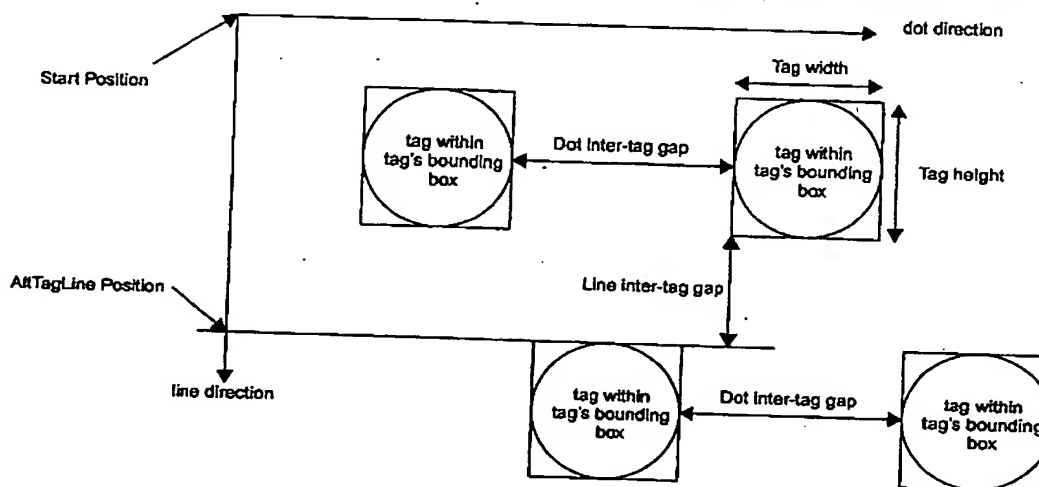 dot direction
Start Position
Tag width
tag within
tag's bounding
box
Dot inter-tag gap
tag within
tag's bounding
box
Tag height
AltTagLine Position
Line inter-tag gap
line direction
tag within
tag's bounding
box
Dot inter-tag gap
tag within
tag's bounding
box